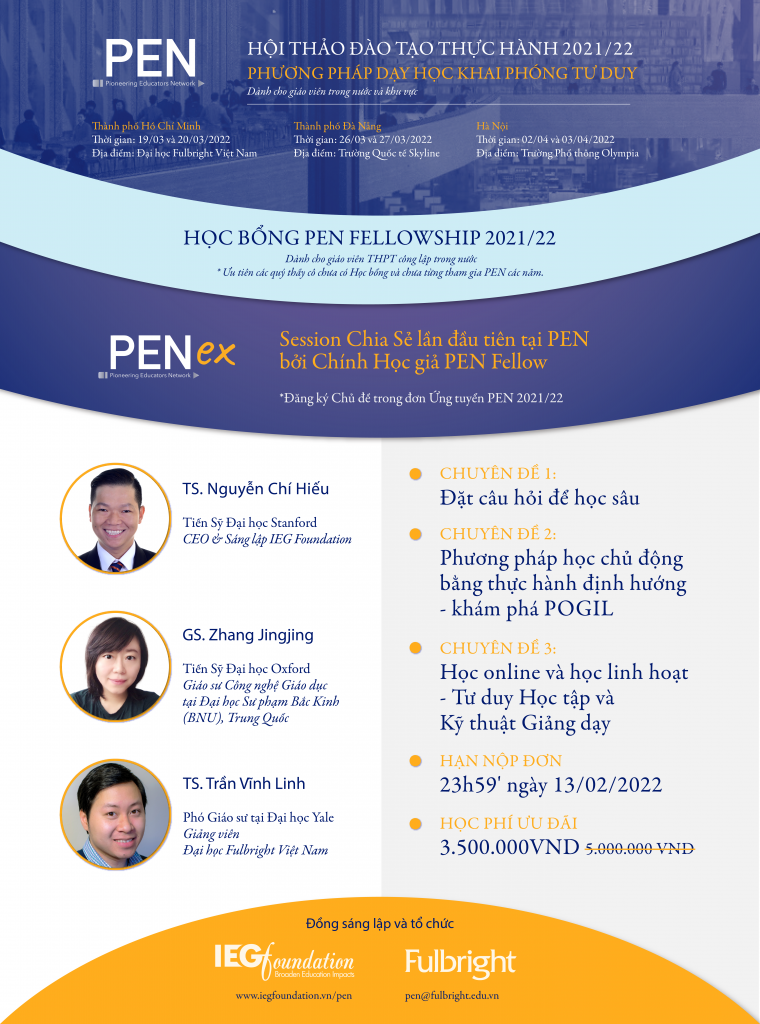 PEN
Pioneering Educators Network
HỘI THẢO ĐÀO TẠO THỰC HÀNH 2021/22
PHƯƠNG PHÁP DẠY HỌC KHAI PHÓNG TƯ DUY
Dành cho giáo viên trong nước và khu vực
Thành phố Hồ Chí Minh
Thời gian: 19/03 và 20/03/2022
Địa điểm: Đại học Fulbright Việt Nam
Thành phố Đà Nẵng
Thời gian: 26/03 và 27/03/2022
Địa điểm: Trường Quốc tế Skyline
Hà Nội
Thời gian: 02/04 và 03/04/2022
Địa điểm: Trường Phổ thông Olympia
HỌC BỔNG PEN FELLOWSHIP 2021/22
Dành cho giáo viên THPT công lập trong nước
* Ưu tiên các quý thầy cô chưa có Học bổng và chưa từng tham gia PEN các năm.
PEN ex
Pioneering Educators Network
Session Chia Sẻ lần đầu tiên tại PEN
bởi Chính Học giả PEN Fellow
*Đăng ký Chủ đề trong đơn Ứng tuyển PEN 2021/22
TS. Nguyễn Chí Hiếu
Tiến Sỹ Đại học Stanford
CEO & Sáng lập IEG Foundation
GS. Zhang Jingjing
Tiến Sỹ Đại học Oxford
Giáo sư Công nghệ Giáo dục
tại Đại học Sư phạm Bắc Kinh
(BNU), Trung Quốc
TS. Trần Vĩnh Linh
Phó Giáo sư tại Đại học Yale
Giảng viên
Đại học Fulbright Việt Nam
CHUYÊN ĐỀ 1:
Đặt câu hỏi để học sâu
CHUYÊN ĐỀ 2:
Phương pháp học chủ động
bằng thực hành định hướng
- khám phá POGIL
CHUYÊN ĐỀ 3:
Học online và học linh hoạt
- Tư duy Học tập và
Kỹ thuật Giảng dạy
HẠN NỘP ĐƠN
23h59' ngày 13/02/2022
HỌC PHÍ ƯU ĐÃI
3.500.000VND 5.000.000 VND
Đồng sáng lập và tổ chức
IEG foundation
Broaden Education Impacts
www.iegfoundation.vn/pen
Fulbright
pen@fulbright.edu.vn